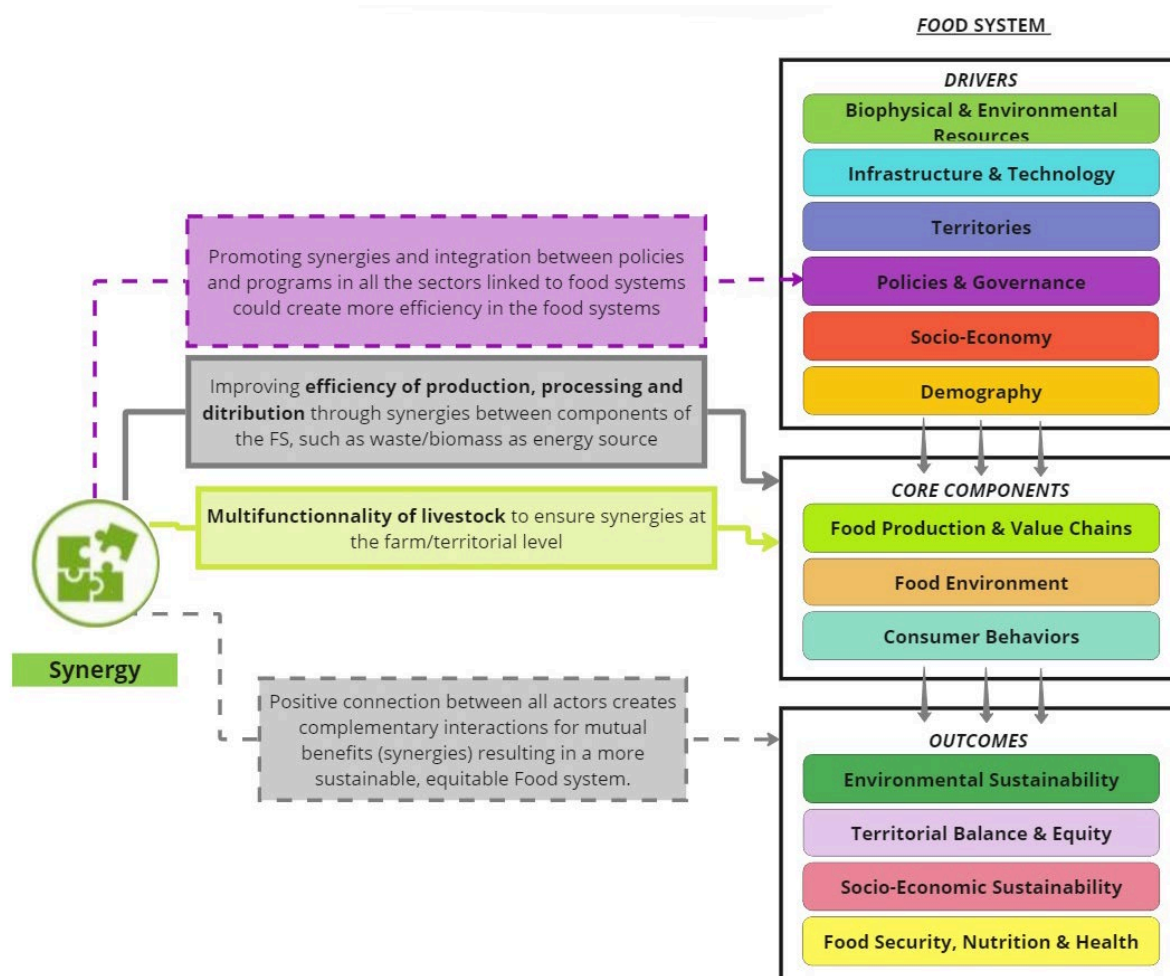 FOOD SYSTEM
DRIVERS
Biophysical & Environmental
Resources
Infrastructure & Technology
Territories
Policies & Governance
Socio-Economy
Demography
Promoting synergies and integration between policies
and programs in all the sectors linked to food systems
could create more efficiency in the food systems
Improving efficiency of production, processing and
ditribution through synergies between components of
the FS, such as waste/biomass as energy source
Multifunctionnality of livestock to ensure synergies at
the farm/territorial level
CORE COMPONENTS
Food Production & Value Chains
Food Environment
Consumer Behaviors
Synergy
Positive connection between all actors creates
complementary interactions for mutual
benefits (synergies) resulting in a more
sustainable, equitable Food system.
OUTCOMES
Environmental Sustainability
Territorial Balance & Equity
Socio-Economic Sustainability
Food Security, Nutrition & Health